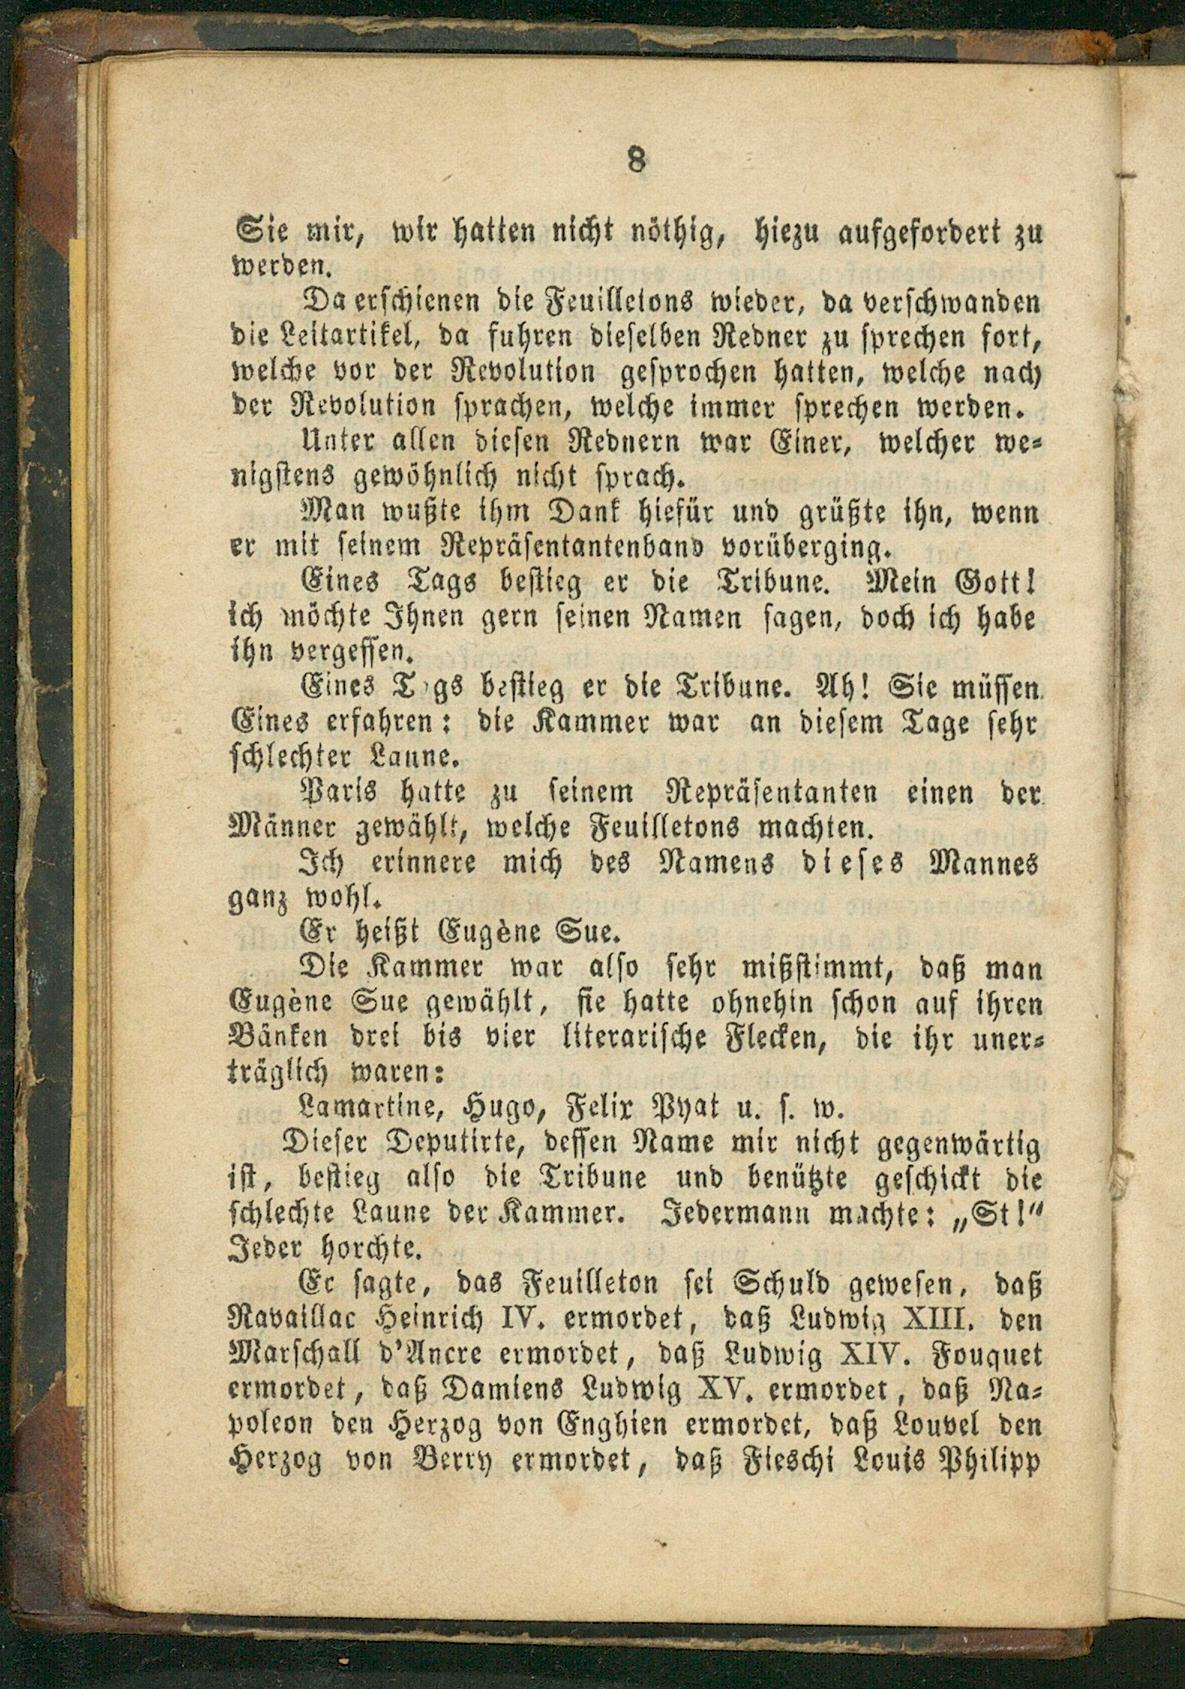 8
Sie mir, wir hatten nicht nöthig, hiezu aufgefordert zu
werden.
Da erschienen die Feuilletons wieder, da verschwanden
die Leitartikel, da fuhren dieselben Redner zu sprechen fort,
welche vor der Revolution gesprochen hatten, welche nach
der Revolution sprachen, welche immer sprechen werden.
Unter allen diesen Rednern war Einer, welcher we-
nigstens gewöhnlich nicht sprach.
Man wußte ihm Dank hiefür und grüßte ihn, wenn
er mit seinem Repräsentantenband vorüberging.
Eines Tags bestieg er die Tribune. Mein Gott!
ich möchte Ihnen gern seinen Namen sagen, doch ich habe
ihn vergessen.
Eines Tags bestieg er die Tribune. Ah! Sie müssen
Eines erfahren: die Kammer war an diesem Tage sehr
schlechter Laune.
Paris hatte zu seinem Repräsentanten einen der
Männer gewählt, welche Feuilletons machten.
Ich erinnere mich des Namens dieses Mannes
ganz wohl.
Er heißt Eugène Sue.
Die Kammer war also sehr mißstimmt, daß man
Eugène Sue gewählt, sie hatte ohnehin schon auf ihren
Bänken drei bis vier literarische Flecken, die ihr uner-
träglich waren:
Lamartine, Hugo, Felix Pyat u. s. w.
Dieser Deputirte, dessen Name mir nicht gegenwärtig
ist, bestieg also die Tribune und benützte geschickt die
schlechte Laune der Kammer. Jedermann machte: „St!“
Jeder horchte.
Er sagte, das Feuilleton sei Schuld gewesen, daß
Ravaillac Heinrich IV. ermordet, daß Ludwig XIII. den
Marschall d'Ancre ermordet, daß Ludwig XIV. Fouquet
ermordet, daß Damiens Ludwig XV. ermordet, daß Na-
poleon den Herzog von Enghien ermordet, daß Louvel den
Herzog von Berry ermordet, daß Fieschi Louis Philipp